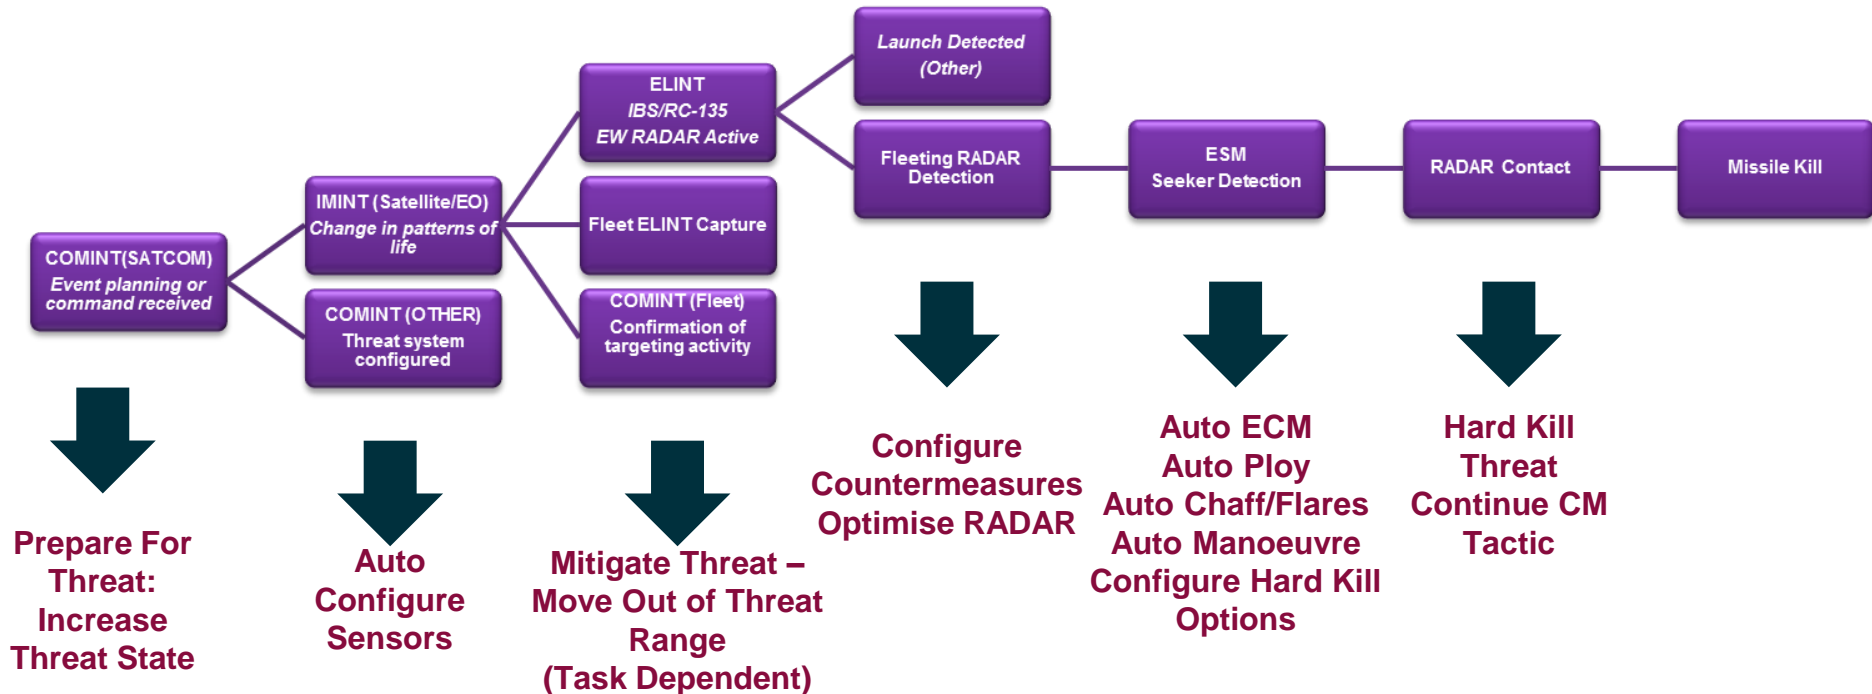 COMINT(SATCOM)
Event planning or
command received
IMINT (Satellite/EO)
Change in patterns of
life
COMINT (OTHER)
Threat system
configured
ELINT
IBS/RC-135
EW RADAR Active
Fleet ELINT Capture
COMINT (Fleet)
Confirmation of
targeting activity
Launch Detected
(Other)
Fleeting RADAR
Detection
ESM
Seeker Detection
RADAR Contact
Missile Kill
Prepare For
Threat:
Increase
Threat State
Auto
Configure
Sensors
Mitigate Threat –
Move Out of Threat
Range
(Task Dependent)
Configure
Countermeasures
Optimise RADAR
Auto ECM
Auto Ploy
Auto Chaff/Flares
Auto Manoeuvre
Configure Hard Kill
Options
Hard Kill
Threat
Continue CM
Tactic